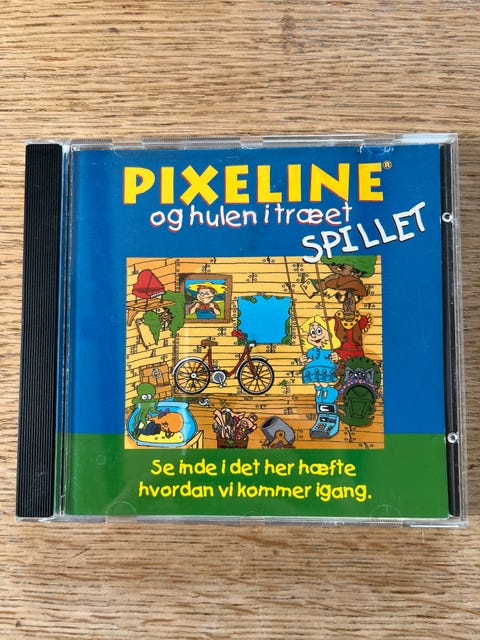 PIXELINE®
og hulen i træet
SPILLET
Se inde i det her hæfte
hvordan vi kommer igang.